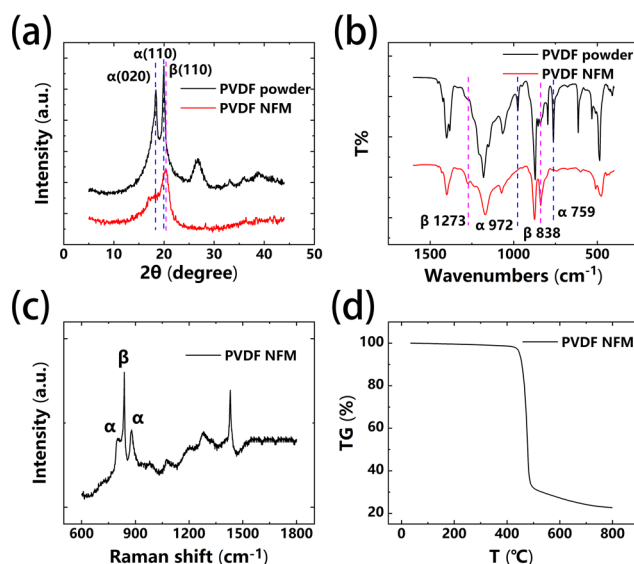 (a)
α(110)
α(020)
β(110)
PVDF powder
PVDF NFM
Intensity (a.u.)
0 10 20 30 40 50
2θ (degree)
(b)
PVDF powder
PVDF NFM
T%
β 1273
α 972
β 838
α 759
1500 1000 500
Wavenumbers (cm-1)
(c)
PVDF NFM
β
α
α
Intensity (a.u.)
600 900 1200 1500 1800
Raman shift (cm-1)
(d)
PVDF NFM
TG (%)
100
80
60
40
20
0 200 400 600 800
T (℃)